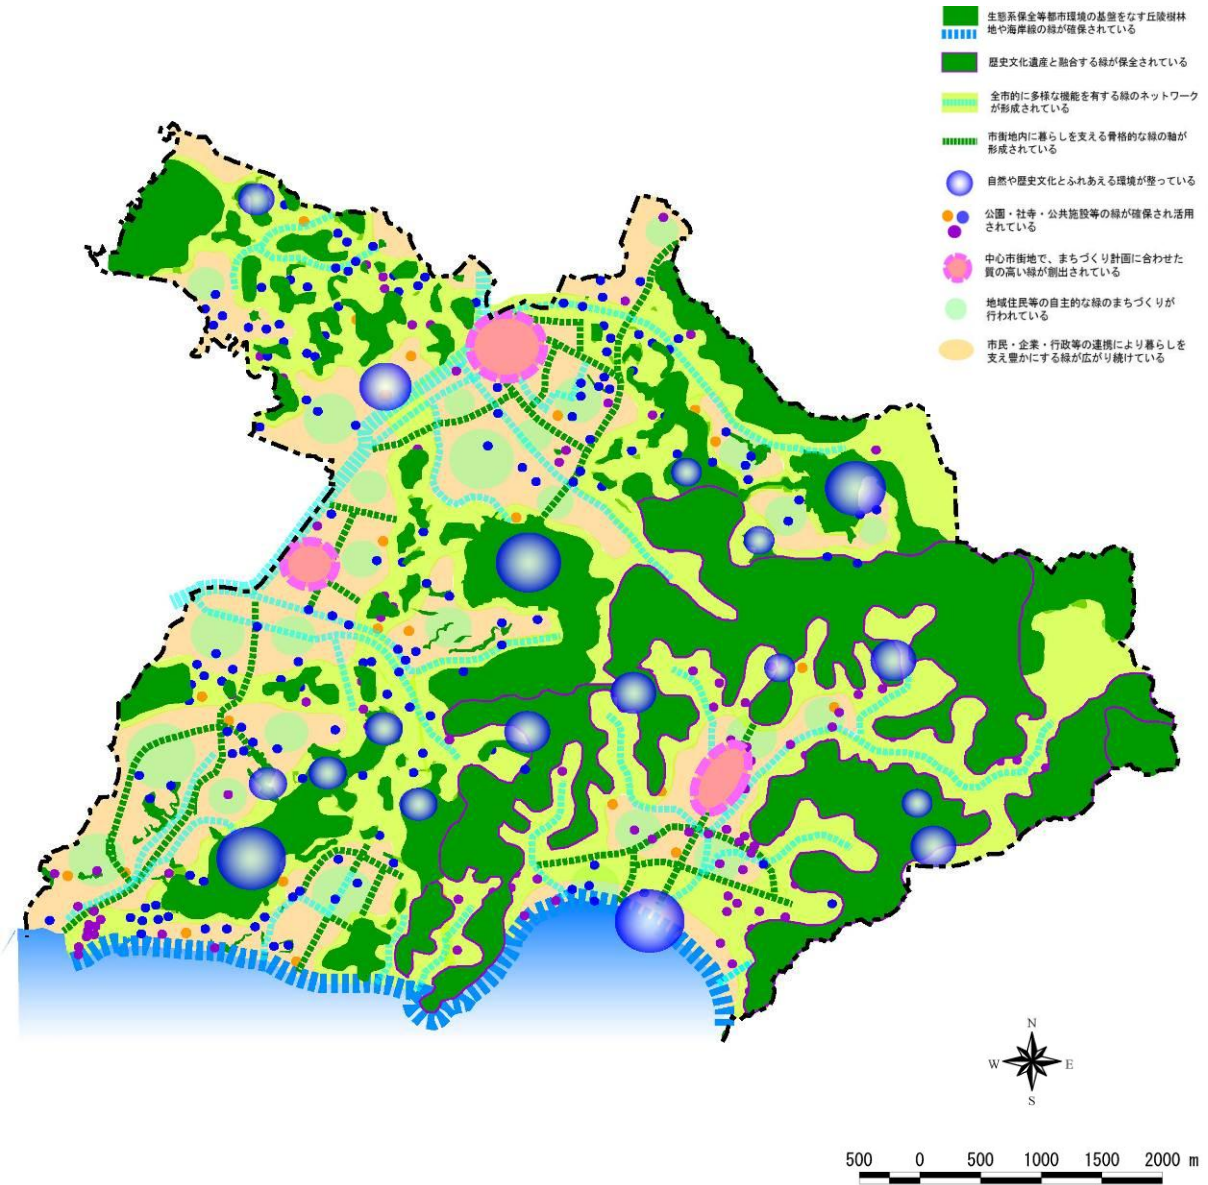 生態系保全等都市環境の基盤をなす丘陵樹林
地や海岸線の緑が確保されている
歴史文化遺産と融合する緑が保全されている
全市的に多様な機能を有する緑のネットワーク
が形成されている
市街地内に暮らしを支える骨格的な緑の軸が
形成されている
自然や歴史文化とふれあえる環境が整っている
公園・社寺・公共施設等の緑が確保され活用
されている
中心市街地で、まちづくり計画に合わせた
質の高い緑が創出されている
地域住民等の自主的な緑のまちづくりが
行われている
市民・企業・行政等の連携により暮らしを
支え豊かにする緑が広がり続けている
N
W E
S
500 0 500 1000 1500 2000 m